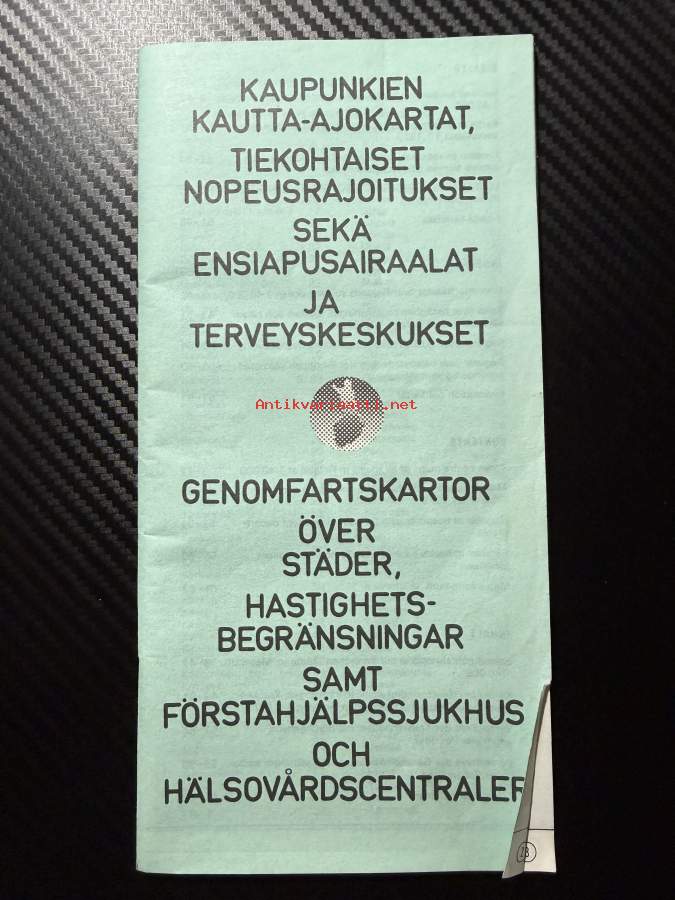 KAUPUNKIEN
KAUTTA-AJOKARTAT,
TIEKOHTAISET
NOPEUSRAJOITUKSET
SEKÄ
ENSIAPUSAIRAALAT
JA
TERVEYSKESKUKSET
Antikvariaatti.net
GENOMFARTSKARTOR
ÖVER
STÄDER,
HASTIGHETS-
BEGRÄNSNINGAR
SAMT
FÖRSTAHJÄLPSSJUKHUS
OCH
HÄLSOVÅRDSCENTRALER
23